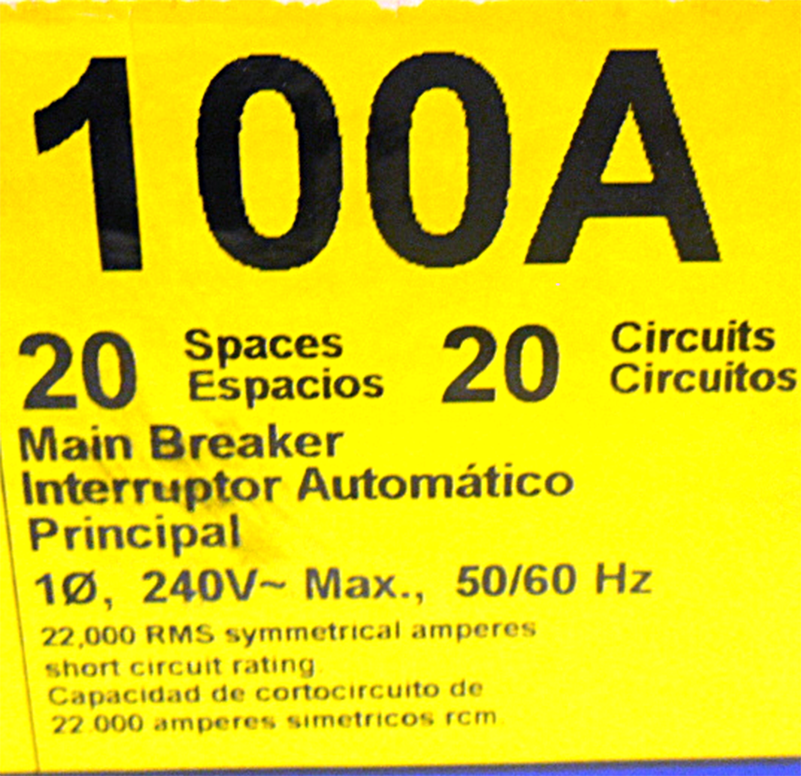 100A
20 Spaces Espacios 20 Circuits Circuitos
Main Breaker
Interruptor Automático
Principal
1Ø, 240V~ Max., 50/60 Hz
22,000 RMS symmetrical amperes
short circuit rating
Capacidad de cortocircuito de
22 000 amperes simetricos rcm